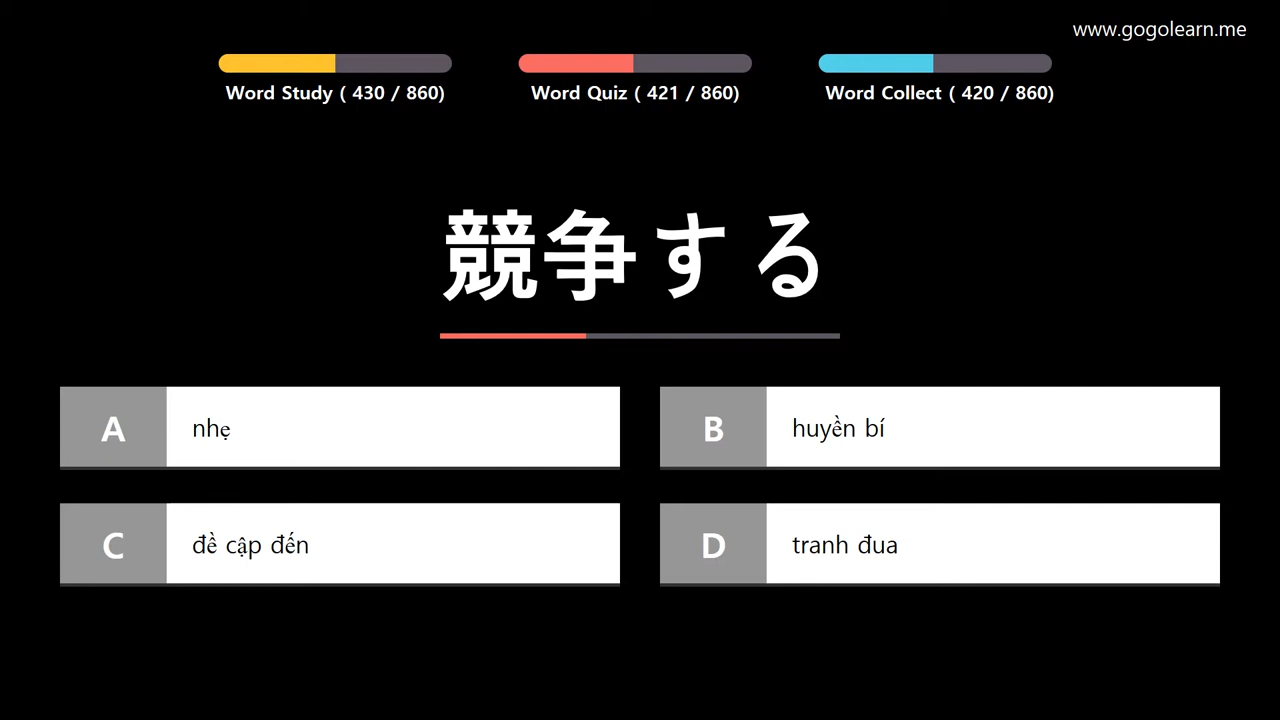 www.gogolearn.me
Word Study ( 430 / 860)
Word Quiz ( 421 / 860)
Word Collect ( 420 / 860)
競争する
A nhẹ
B huyền bí
C đề cập đến
D tranh đua